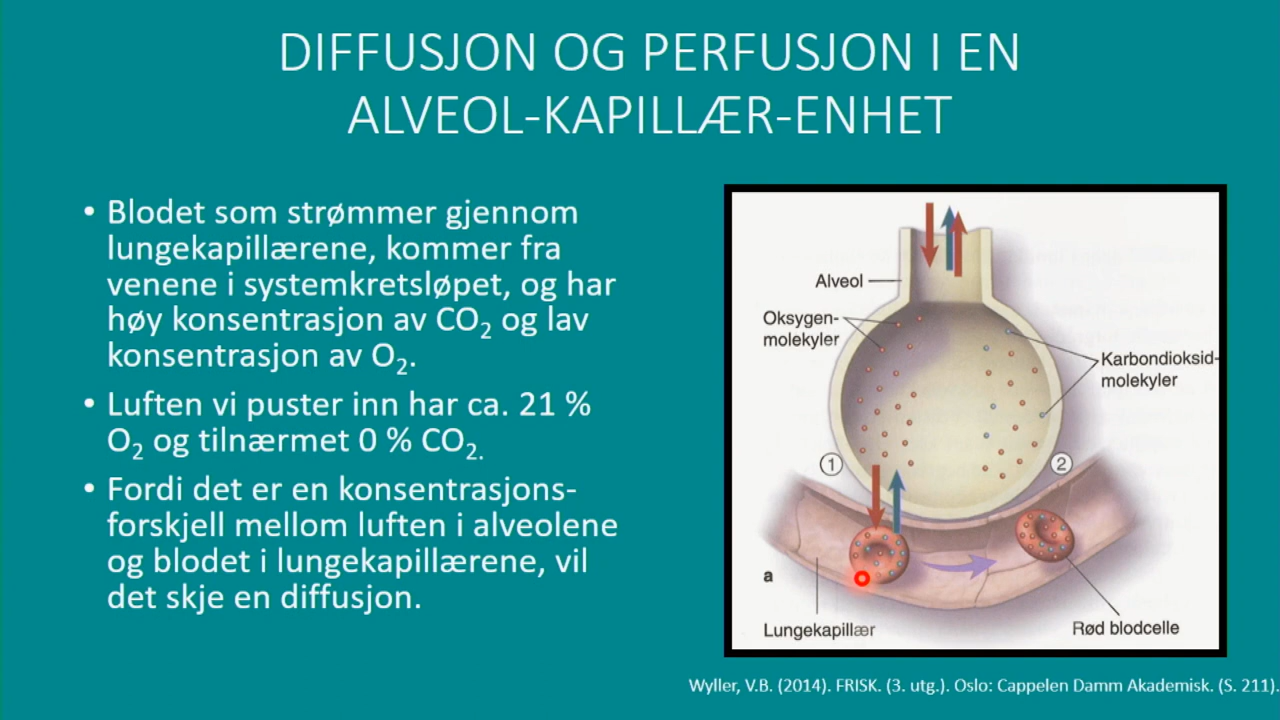 DIFFUSJON OG PERFUSJON I EN
ALVEOL-KAPILLÆR-ENHET
• Blodet som strømmer gjennom
lungekapillærene, kommer fra
venene i systemkretsløpet, og har
høy konsentrasjon av CO₂ og lav
konsentrasjon av O₂.
• Luften vi puster inn har ca. 21 %
O₂ og tilnærmet 0 % CO₂.
• Fordi det er en konsentrasjons-
forskjell mellom luften i alveolene
og blodet i lungekapillærene, vil
det skje en diffusjon.
Alveol
Oksygen-
molekyler
Karbondioksid-
molekyler
1
2
a
Lungekapillær
Rød blodcelle
Wyller, V.B. (2014). FRISK. (3. utg.). Oslo: Cappelen Damm Akademisk. (S. 211).